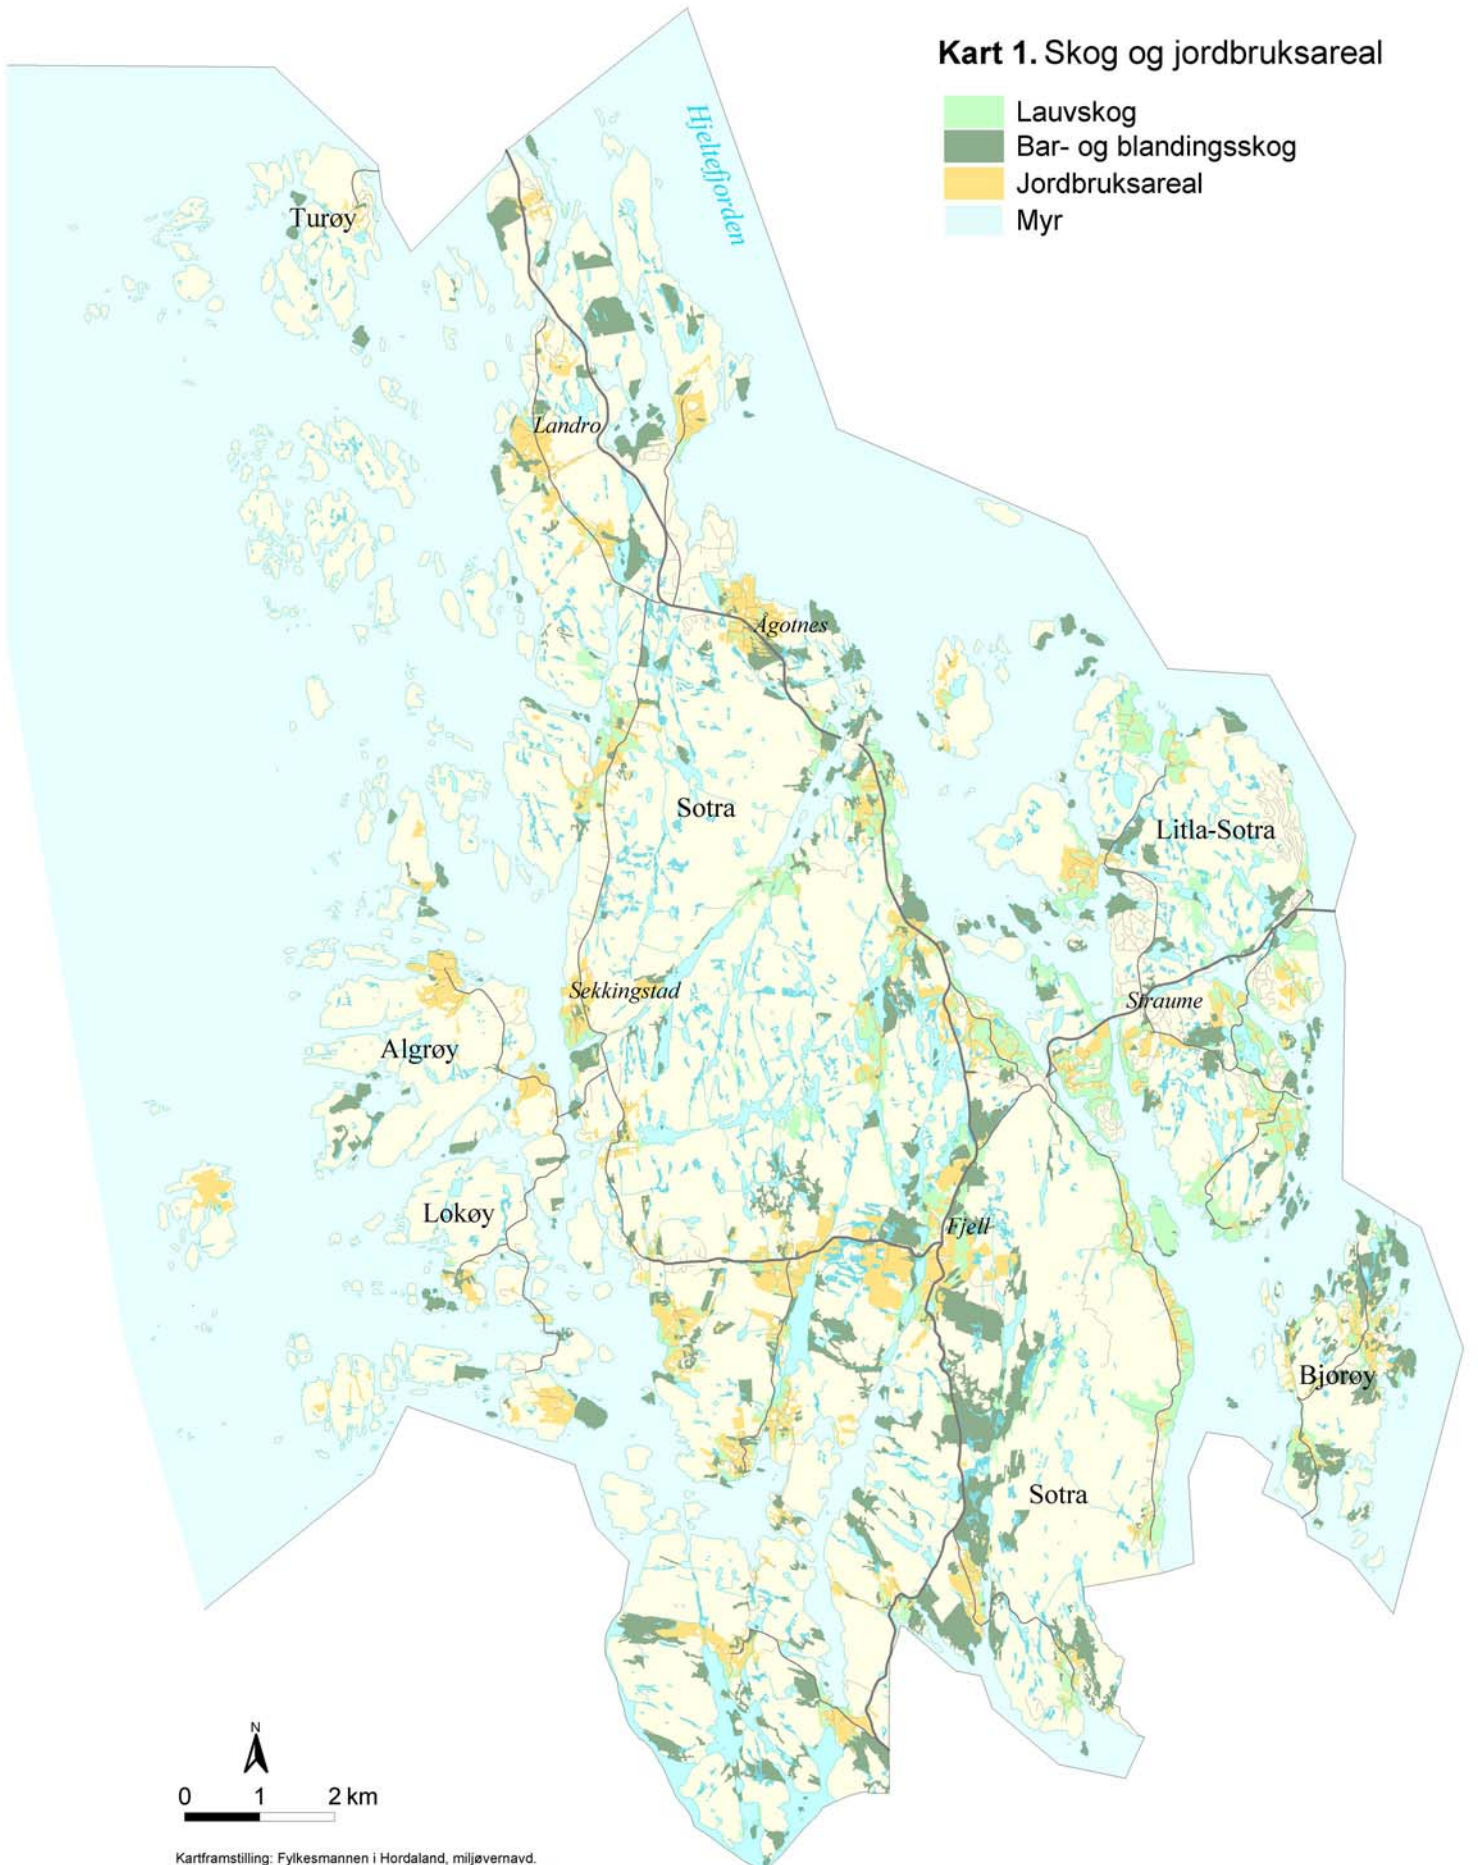 Kart 1. Skog og jordbruksareal
Lauvskog
Bar- og blandingsskog
Jordbruksareal
Myr
Hjeltefjorden
Turøy
Landro
Ågotnes
Sotra
Litla-Sotra
Sekkingstad
Straume
Algrøy
Lokøy
Fjell
Bjorøy
Sotra
N
0 1 2 km
Kartframstilling: Fylkesmannen i Hordaland, miljøvernavd.